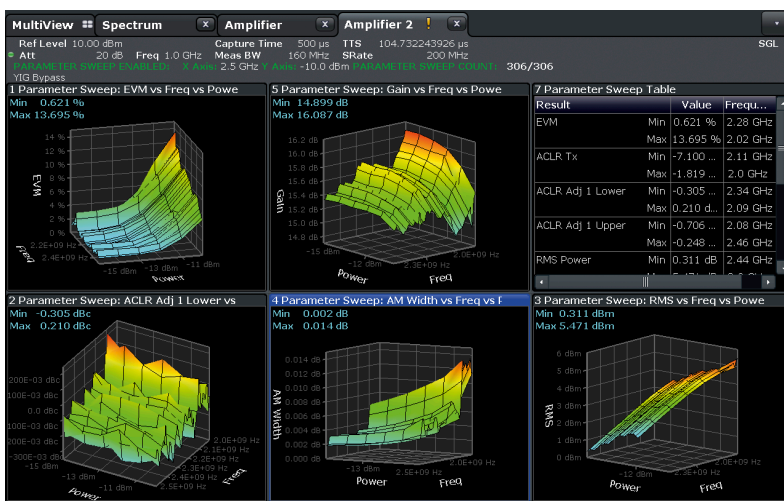 MultiView Spectrum X Amplifier X Amplifier 2 ! X
Ref Level 10.00 dBm Capture Time 500 µs TTS 104.732243926 µs SGL
Att 20 dB Freq 1.0 GHz Meas BW 160 MHz SRate 200 MHz
PARAMETER SWEEP ENABLED: X Axis: 2.5 GHz Y Axis: -10.0 dBm PARAMETER SWEEP COUNT: 306/306
YIG Bypass
1 Parameter Sweep: EVM vs Freq vs Powe
Min 0.621 %
Max 13.695 %
14 %
12 %
10 %
8 %
6 %
4 %
2 %
0 %
EVM
Freq
2.2E+09 Hz
2.4E+09 Hz
-15 dBm
-13 dBm
-11 dBm
Power
5 Parameter Sweep: Gain vs Freq vs Powe
Min 14.899 dB
Max 16.087 dB
16.2 dB
16.0 dB
15.8 dB
15.6 dB
15.4 dB
15.2 dB
15.0 dB
14.8 dB
Gain
-15 dBm
Power
2.3E+09 Hz
2.0E+09 Hz
Freq
7 Parameter Sweep Table
Result Value Frequ...
EVM Min 0.621 % 2.28 GHz
Max 13.695 % 2.02 GHz
ACLR Tx Min -7.100 ... 2.11 GHz
Max -1.819 ... 2.0 GHz
ACLR Adj 1 Lower Min -0.305 ... 2.34 GHz
Max 0.210 d... 2.09 GHz
ACLR Adj 1 Upper Min -0.706 ... 2.08 GHz
Max -0.248 ... 2.46 GHz
RMS Power Min 0.311 dB 2.44 GHz
2 Parameter Sweep: ACLR Adj 1 Lower vs
Min -0.305 dBc
Max 0.210 dBc
200E-03 dBc
100E-03 dBc
0.0 dBc
100E-03 dBc
200E-03 dBc
-300E-03 dBc
-15 dBm
-13 dBm
-11 dBm
Power
2.0E+09 Hz
2.1E+09 Hz
2.2E+09 Hz
2.4E+09 Hz
2.5E+09 Hz
Freq
4 Parameter Sweep: AM Width vs Freq vs F
Min 0.002 dB
Max 0.014 dB
0.014 dB
0.012 dB
0.010 dB
0.008 dB
0.006 dB
0.004 dB
0.002 dB
0.000 dB
AM Width
-13 dBm
Power
2.5E+09 Hz
2.0E+09 Hz
Freq
3 Parameter Sweep: RMS vs Freq vs Powe
Min 0.311 dBm
Max 5.471 dBm
6 dBm
5 dBm
4 dBm
3 dBm
2 dBm
1 dBm
0 dBm
RMS
-12 dBm
Power
2.0E+09 Hz
Freq